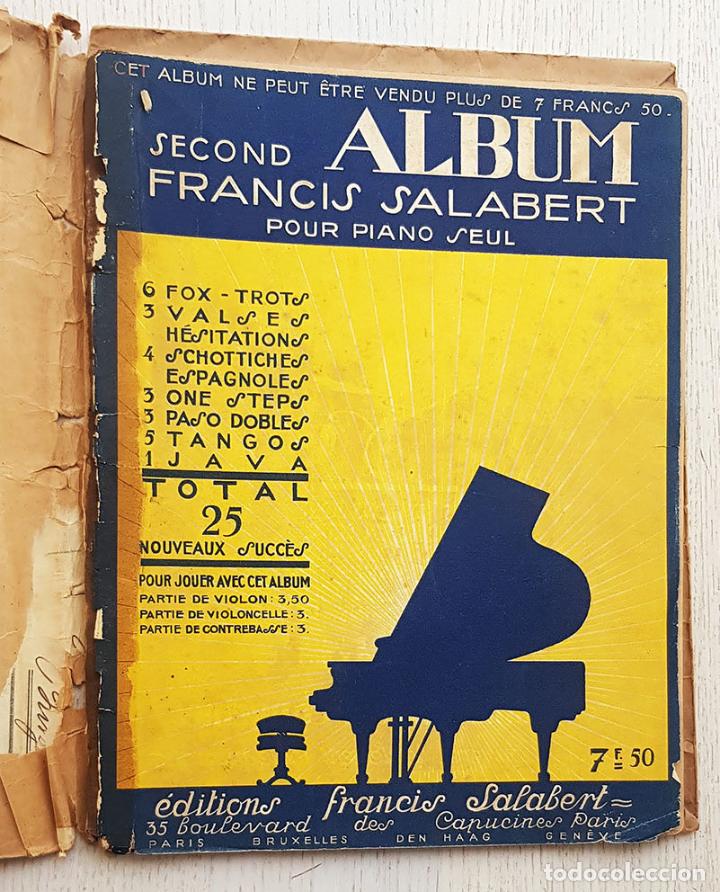 CET ALBUM NE PEUT ÊTRE VENDU PLUS DE 7 FRANCS 50.
SECOND ALBUM
FRANCIS SALABERT
POUR PIANO SEUL
6 FOX-TROTS
3 VALSES
HÉSITATIONS
4 SCHOTTICHES
ESPAGNOLES
3 ONE STEPS
3 PASO DOBLES
5 TANGOS
1 JAVA
TOTAL
25
NOUVEAUX SUCCÈS
POUR JOUER AVEC CET ALBUM
PARTIE DE VIOLON : 3,50
PARTIE DE VIOLONCELLE : 3.
PARTIE DE CONTREBASSE : 3.
7 F. 50
éditions francis Salabert =
35 boulevard des Capucines Paris
PARIS BRUXELLES DEN HAAG GENÈVE
todocoleccion